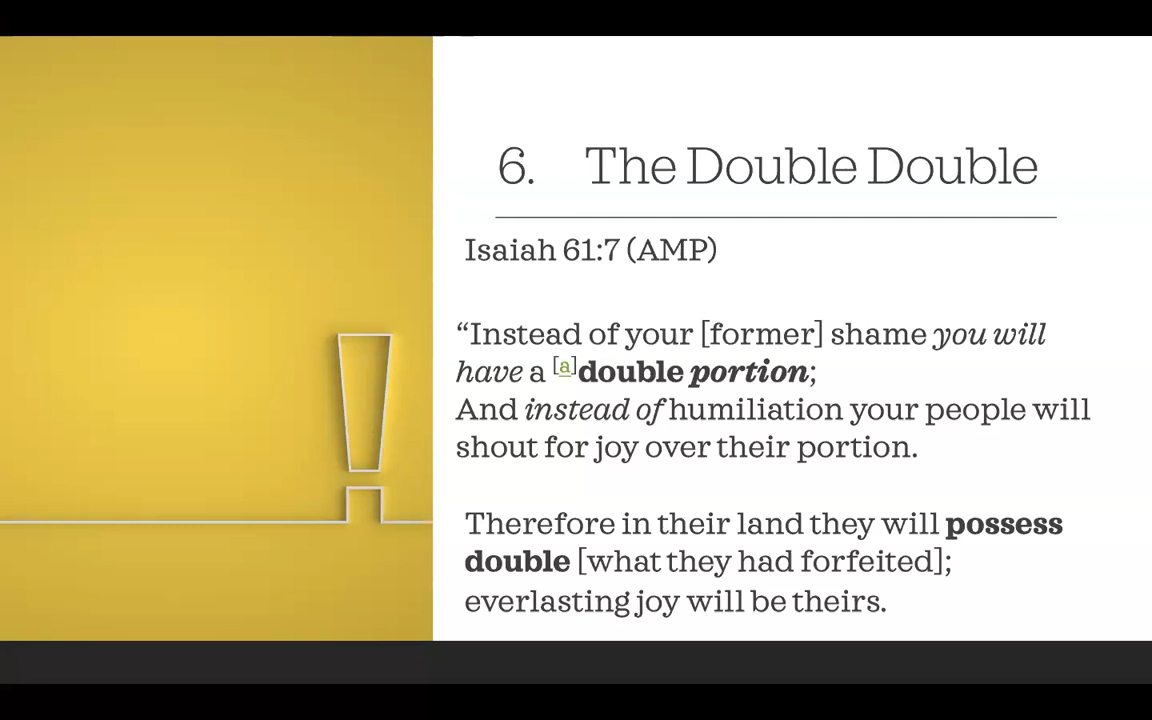 6. The Double Double
Isaiah 61:7 (AMP)
“Instead of your [former] shame you will
have a [a]double portion;
And instead of humiliation your people will
shout for joy over their portion.
Therefore in their land they will possess
double [what they had forfeited];
everlasting joy will be theirs.